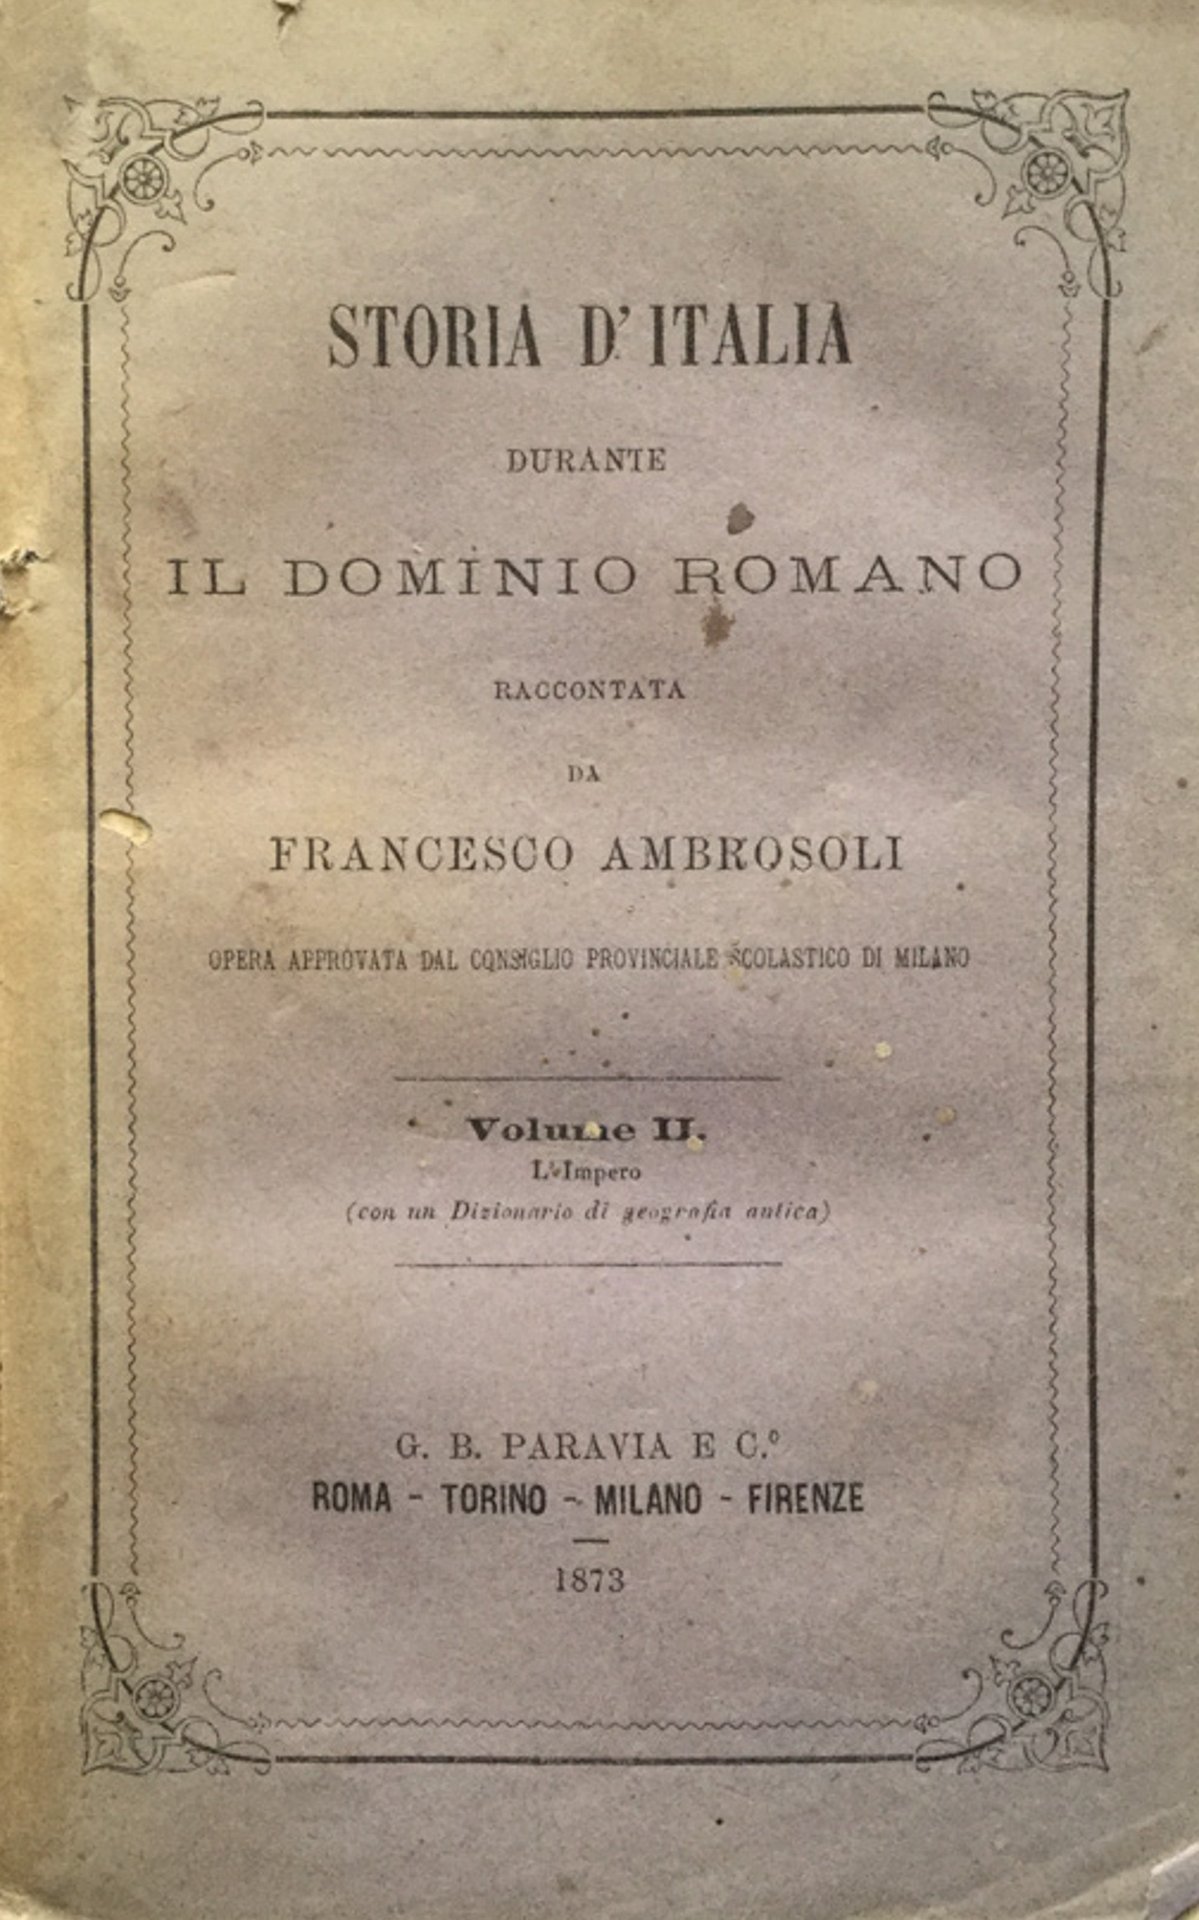 STORIA D'ITALIA
DURANTE
IL DOMINIO ROMANO
RACCONTATA
DA
FRANCESCO AMBROSOLI
OPERA APPROVATA DAL CONSIGLIO PROVINCIALE SCOLASTICO DI MILANO
Volume II.
L'Impero
(con un Dizionario di geografia antica)
G. B. PARAVIA E C.º
ROMA - TORINO - MILANO - FIRENZE
1873